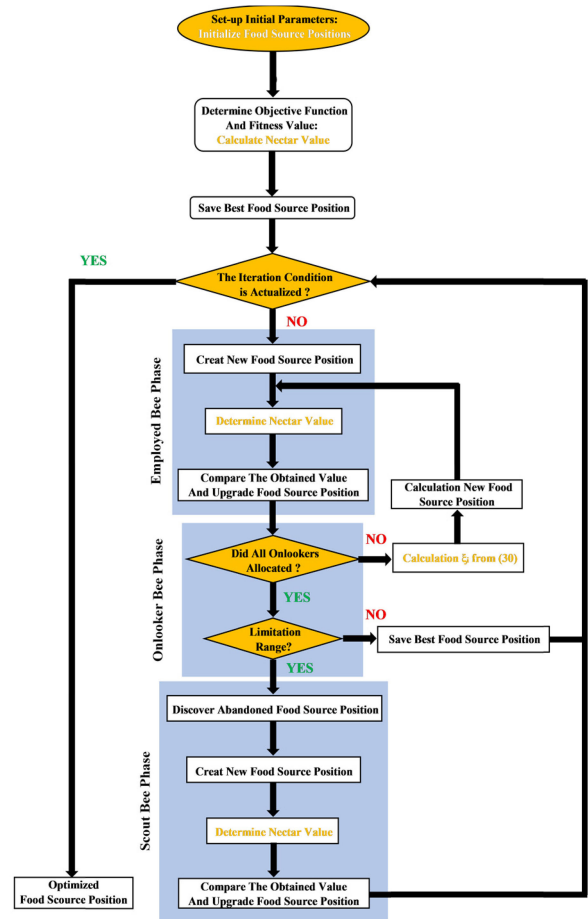 Set-up Initial Parameters:
Initialize Food Source Positions
Determine Objective Function
And Fitness Value:
Calculate Nectar Value
Save Best Food Source Position
YES
The Iteration Condition
is Actualized ?
NO
Employed Bee Phase
Creat New Food Source Position
Determine Nectar Value
Compare The Obtained Value
And Upgrade Food Source Position
Calculation New Food
Source Position
Onlooker Bee Phase
Did All Onlookers
Allocated ?
NO
Calculation ξ from (30)
YES
Limitation
Range?
NO
Save Best Food Source Position
YES
Scout Bee Phase
Discover Abandoned Food Source Position
Creat New Food Source Position
Determine Nectar Value
Compare The Obtained Value
And Upgrade Food Source Position
Optimized
Food Scource Position